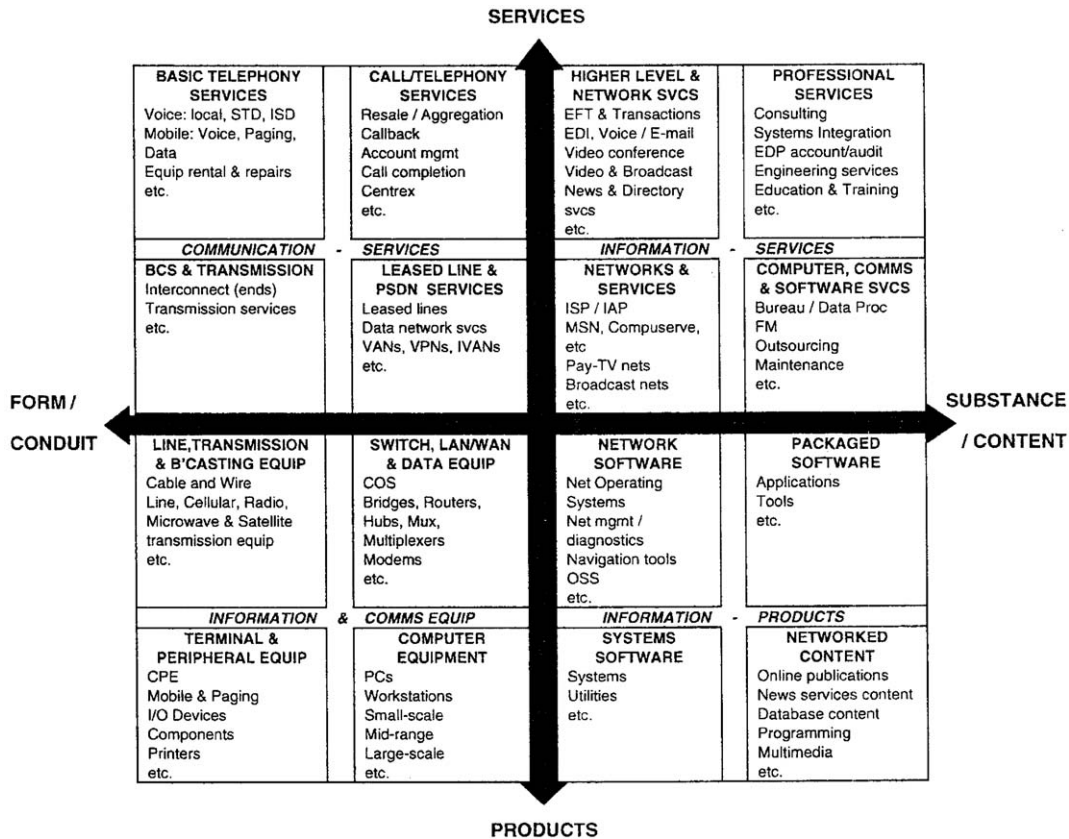 SERVICES
BASIC TELEPHONY
SERVICES
Voice: local, STD, ISD
Mobile: Voice, Paging,
Data
Equip rental & repairs
etc.
CALL/TELEPHONY
SERVICES
Resale / Aggregation
Callback
Account mgmt
Call completion
Centrex
etc.
HIGHER LEVEL &
NETWORK SVCS
EFT & Transactions
EDI, Voice / E-mail
Video conference
Video & Broadcast
News & Directory
svcs
etc.
PROFESSIONAL
SERVICES
Consulting
Systems Integration
EDP account/audit
Engineering services
Education & Training
etc.
COMMUNICATION - SERVICES
INFORMATION - SERVICES
BCS & TRANSMISSION
Interconnect (ends)
Transmission services
etc.
LEASED LINE &
PSDN SERVICES
Leased lines
Data network svcs
VANs, VPNs, IVANs
etc.
NETWORKS &
SERVICES
ISP / IAP
MSN, Compuserve,
etc
Pay-TV nets
Broadcast nets
etc.
COMPUTER, COMMS
& SOFTWARE SVCS
Bureau / Data Proc
FM
Outsourcing
Maintenance
etc.
FORM /
CONDUIT
SUBSTANCE
/ CONTENT
LINE,TRANSMISSION
& B'CASTING EQUIP
Cable and Wire
Line, Cellular, Radio,
Microwave & Satellite
transmission equip
etc.
SWITCH, LAN/WAN
& DATA EQUIP
COS
Bridges, Routers,
Hubs, Mux,
Multiplexers
Modems
etc.
NETWORK
SOFTWARE
Net Operating
Systems
Net mgmt /
diagnostics
Navigation tools
OSS
etc.
PACKAGED
SOFTWARE
Applications
Tools
etc.
INFORMATION & COMMS EQUIP
INFORMATION - PRODUCTS
TERMINAL &
PERIPHERAL EQUIP
CPE
Mobile & Paging
I/O Devices
Components
Printers
etc.
COMPUTER
EQUIPMENT
PCs
Workstations
Small-scale
Mid-range
Large-scale
etc.
SYSTEMS
SOFTWARE
Systems
Utilities
etc.
NETWORKED
CONTENT
Online publications
News services content
Database content
Programming
Multimedia
etc.
PRODUCTS